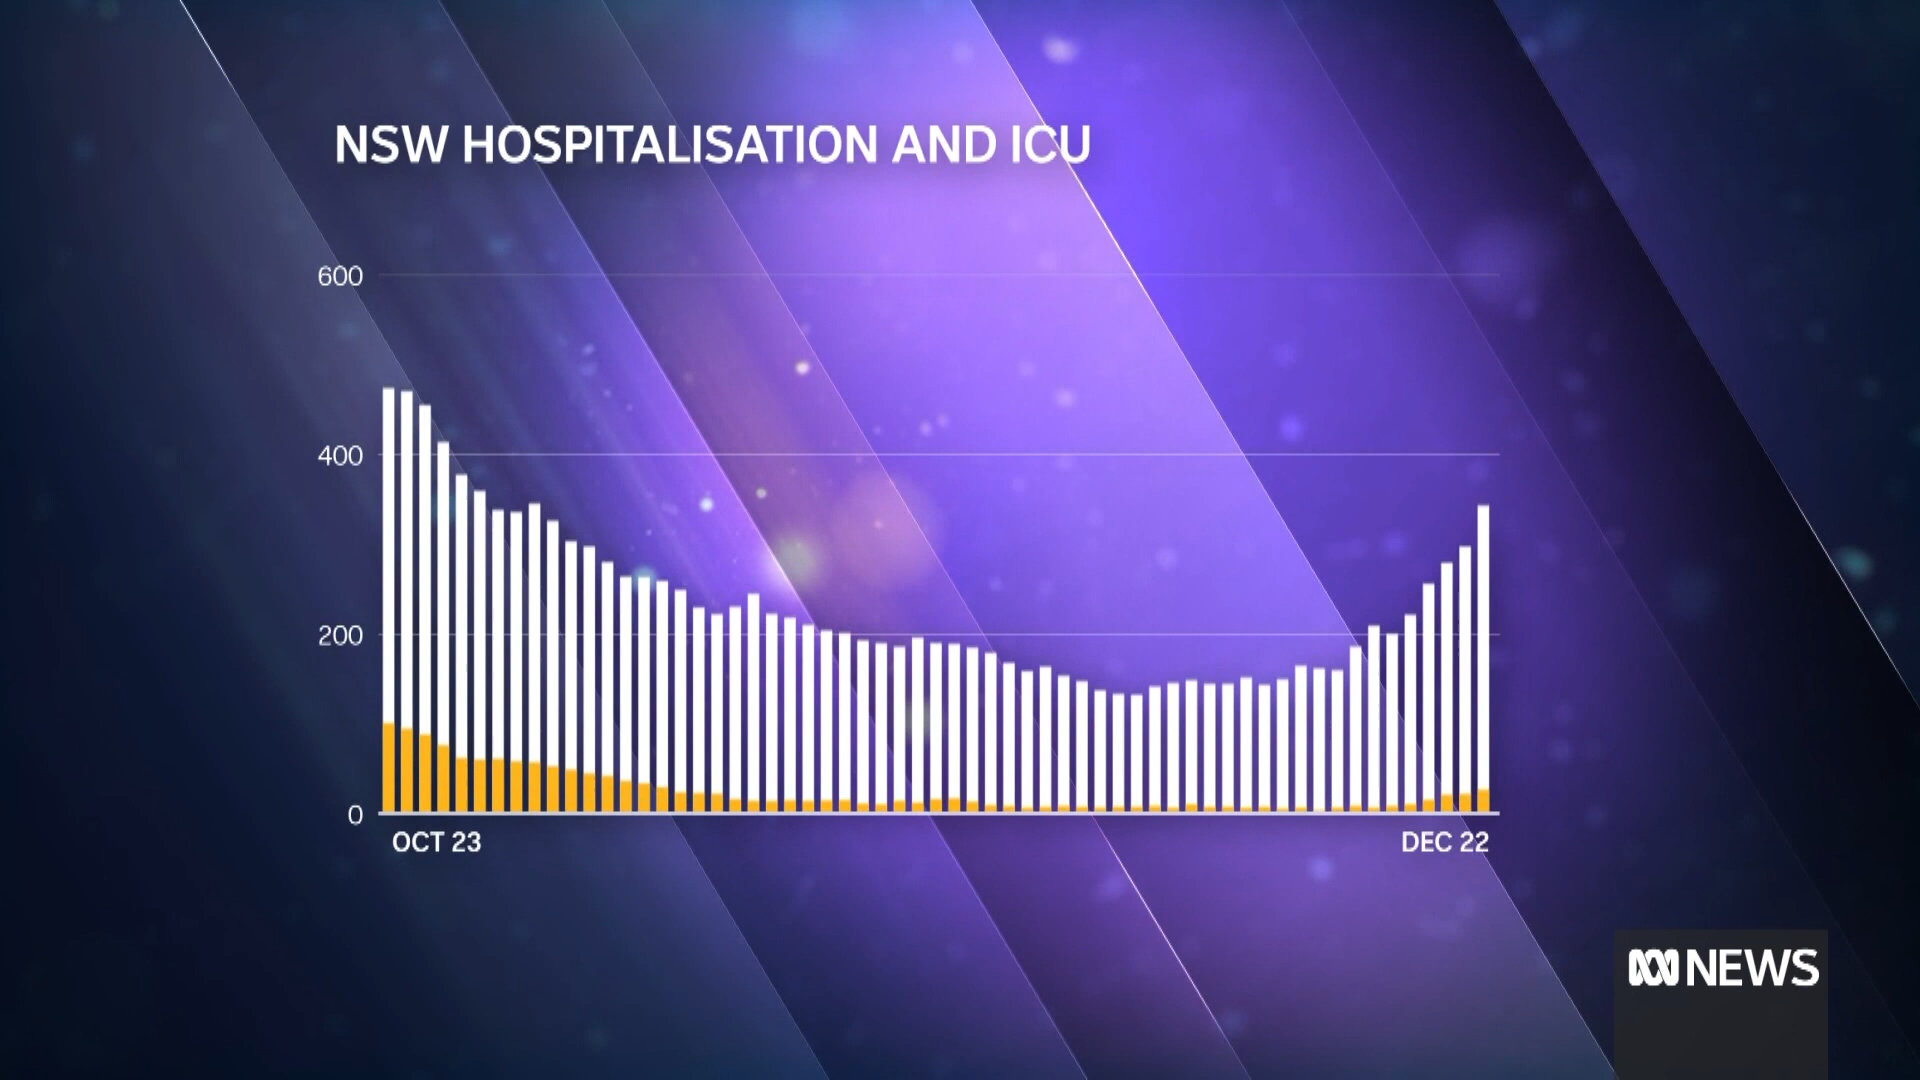 NSW HOSPITALISATION AND ICU
600
400
200
0
OCT 23
DEC 22
NEWS